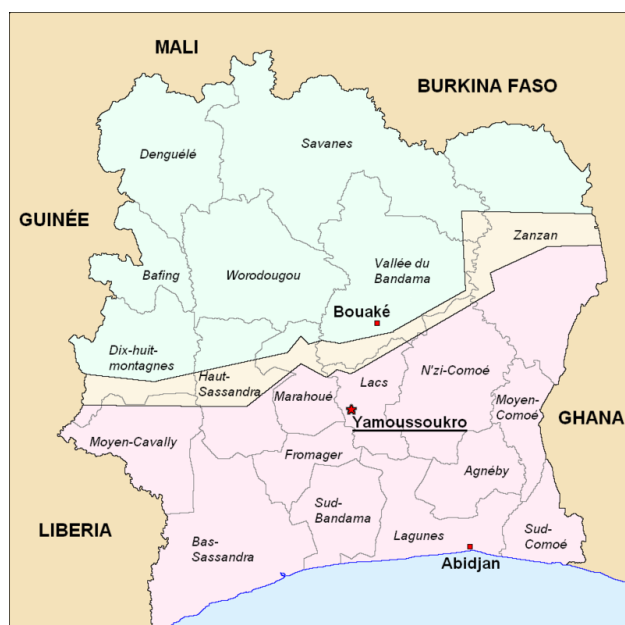 MALI
BURKINA FASO
Savanes
Denguélé
GUINÉE
Zanzan
Bafing
Worodougou
Vallée du
Bandama
Bouaké
Dix-huit-
montagnes
Haut-
Sassandra
N'zi-Comoé
Lacs
Marahoué
Moyen-
Comoé
GHANA
Yamoussoukro
Moyen-Cavally
Fromager
Agnéby
Sud-
Bandama
LIBERIA
Lagunes
Sud-
Comoé
Bas-
Sassandra
Abidjan